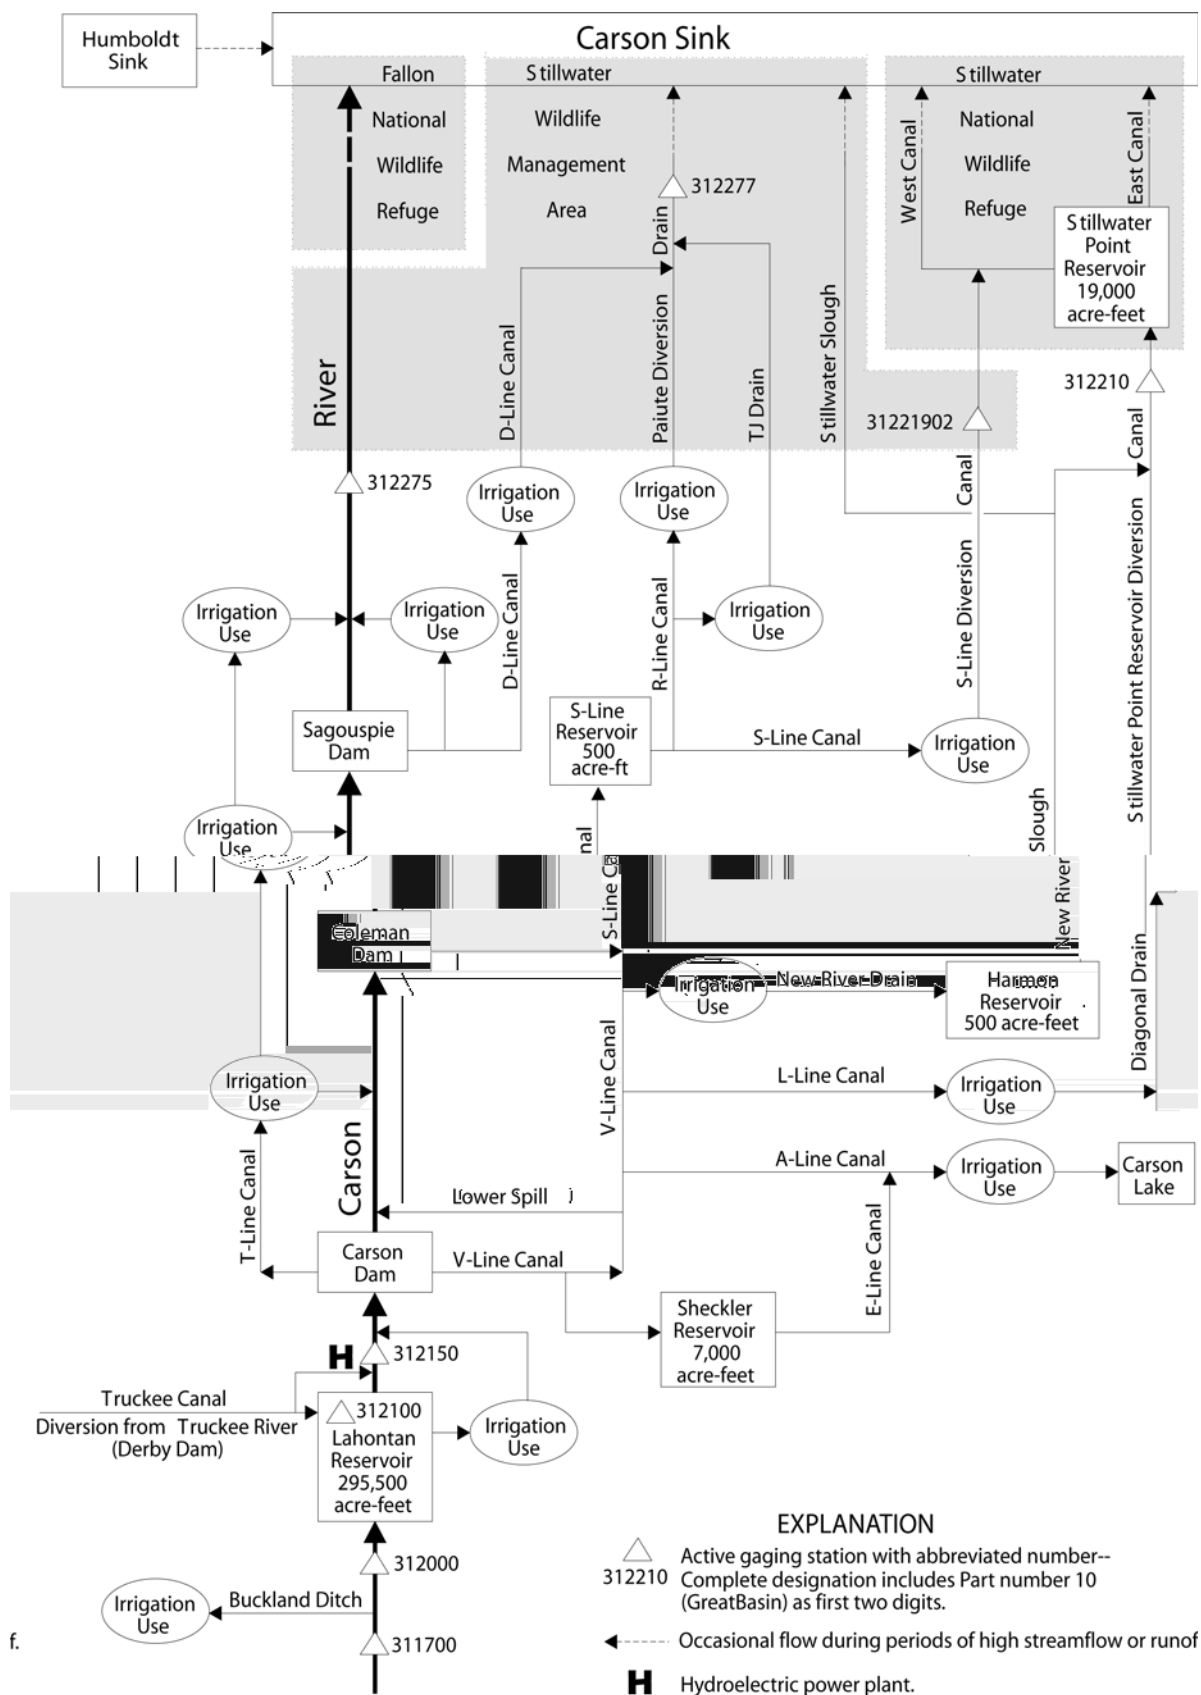 Humboldt
Sink
Carson Sink
Fallon
National
Wildlife
Refuge
Stillwater
Wildlife
Management
Area
Stillwater
National
Wildlife
Refuge
312277
West Canal
East Canal
Stillwater
Point
Reservoir
19,000
acre-feet
Drain
D-Line Canal
Paiute Diversion
TJ Drain
Stillwater Slough
River
312210
31221902
Canal
Canal
312275
Irrigation
Use
Irrigation
Use
Irrigation
Use
Irrigation
Use
Irrigation
Use
D-Line Canal
R-Line Canal
S-Line Diversion
Stillwater Point Reservoir Diversion
Sagouspie
Dam
S-Line
Reservoir
500
acre-ft
S-Line Canal
Irrigation
Use
Irrigation
Use
S-Line Canal
New River
Slough
Coleman
Dam
Irrigation
Use
New River Drain
Harmon
Reservoir
500 acre-feet
Diagonal Drain
Irrigation
Use
V-Line Canal
L-Line Canal
Irrigation
Use
Carson
T-Line Canal
A-Line Canal
Irrigation
Use
Carson
Lake
Lower Spill
E-Line Canal
Carson
Dam
V-Line Canal
Sheckler
Reservoir
7,000
acre-feet
H
312150
Truckee Canal
Diversion from Truckee River
(Derby Dam)
312100
Lahontan
Reservoir
295,500
acre-feet
Irrigation
Use
312000
Buckland Ditch
Irrigation
Use
311700
f.
EXPLANATION
312210
Active gaging station with abbreviated number--
Complete designation includes Part number 10
(GreatBasin) as first two digits.
Occasional flow during periods of high streamflow or runof
H Hydroelectric power plant.